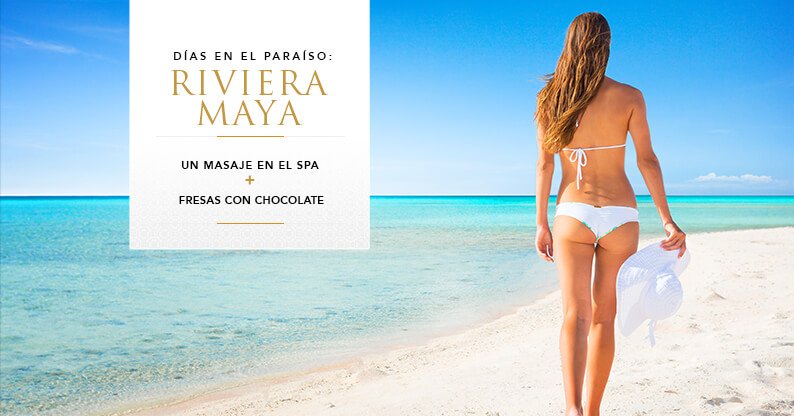 DÍAS EN EL PARAÍSO:
RIVIERA
MAYA
UN MASAJE EN EL SPA
+
FRESAS CON CHOCOLATE